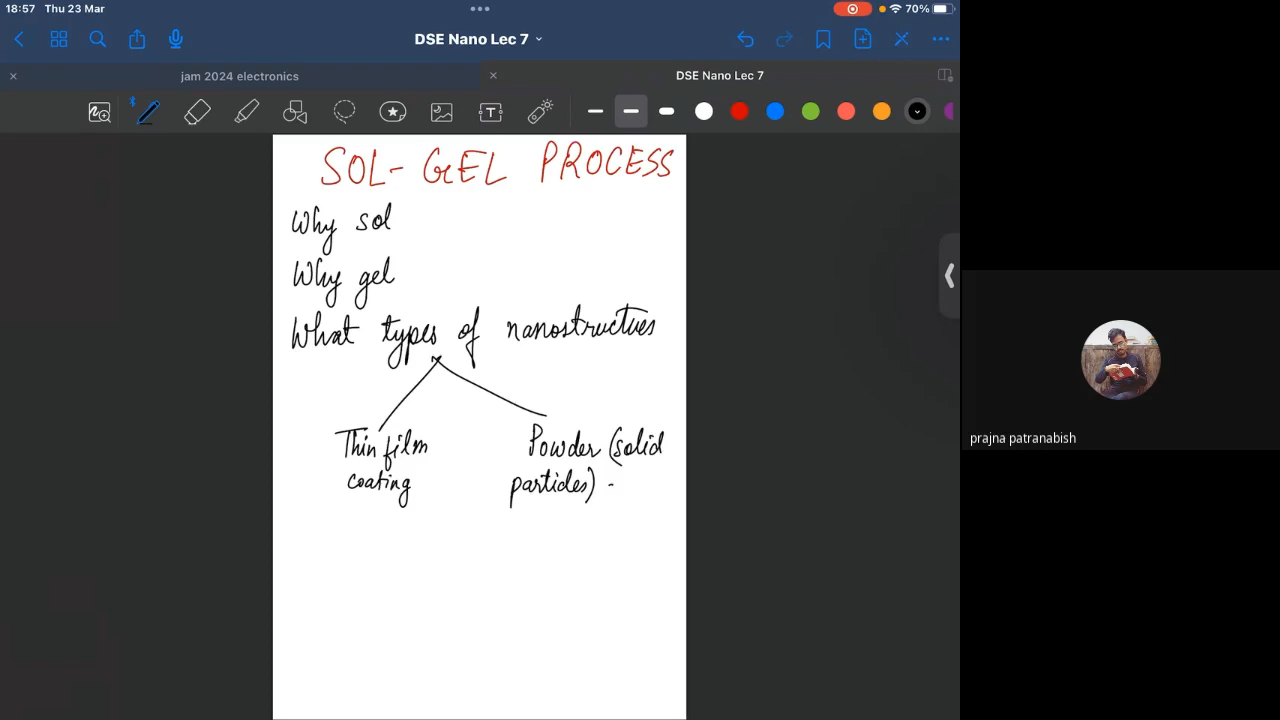 18:57 Thu 23 Mar
70%
DSE Nano Lec 7
jam 2024 electronics
DSE Nano Lec 7
SOL-GEL PROCESS
Why sol
Why gel
What types of nanostructues
Thin film
coating
Powder (solid
particles) -
prajna patranabish